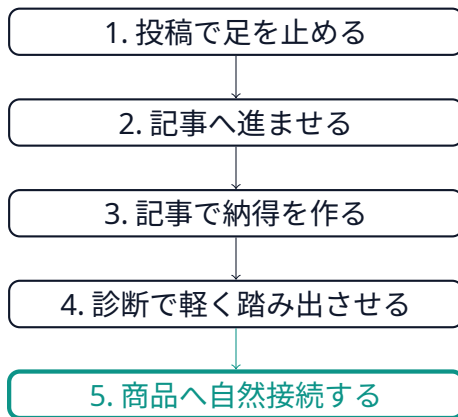 1. 投稿で足を止める
2. 記事へ進ませる
3. 記事で納得を作る
4. 診断で軽く踏み出させる
5. 商品へ自然接続する